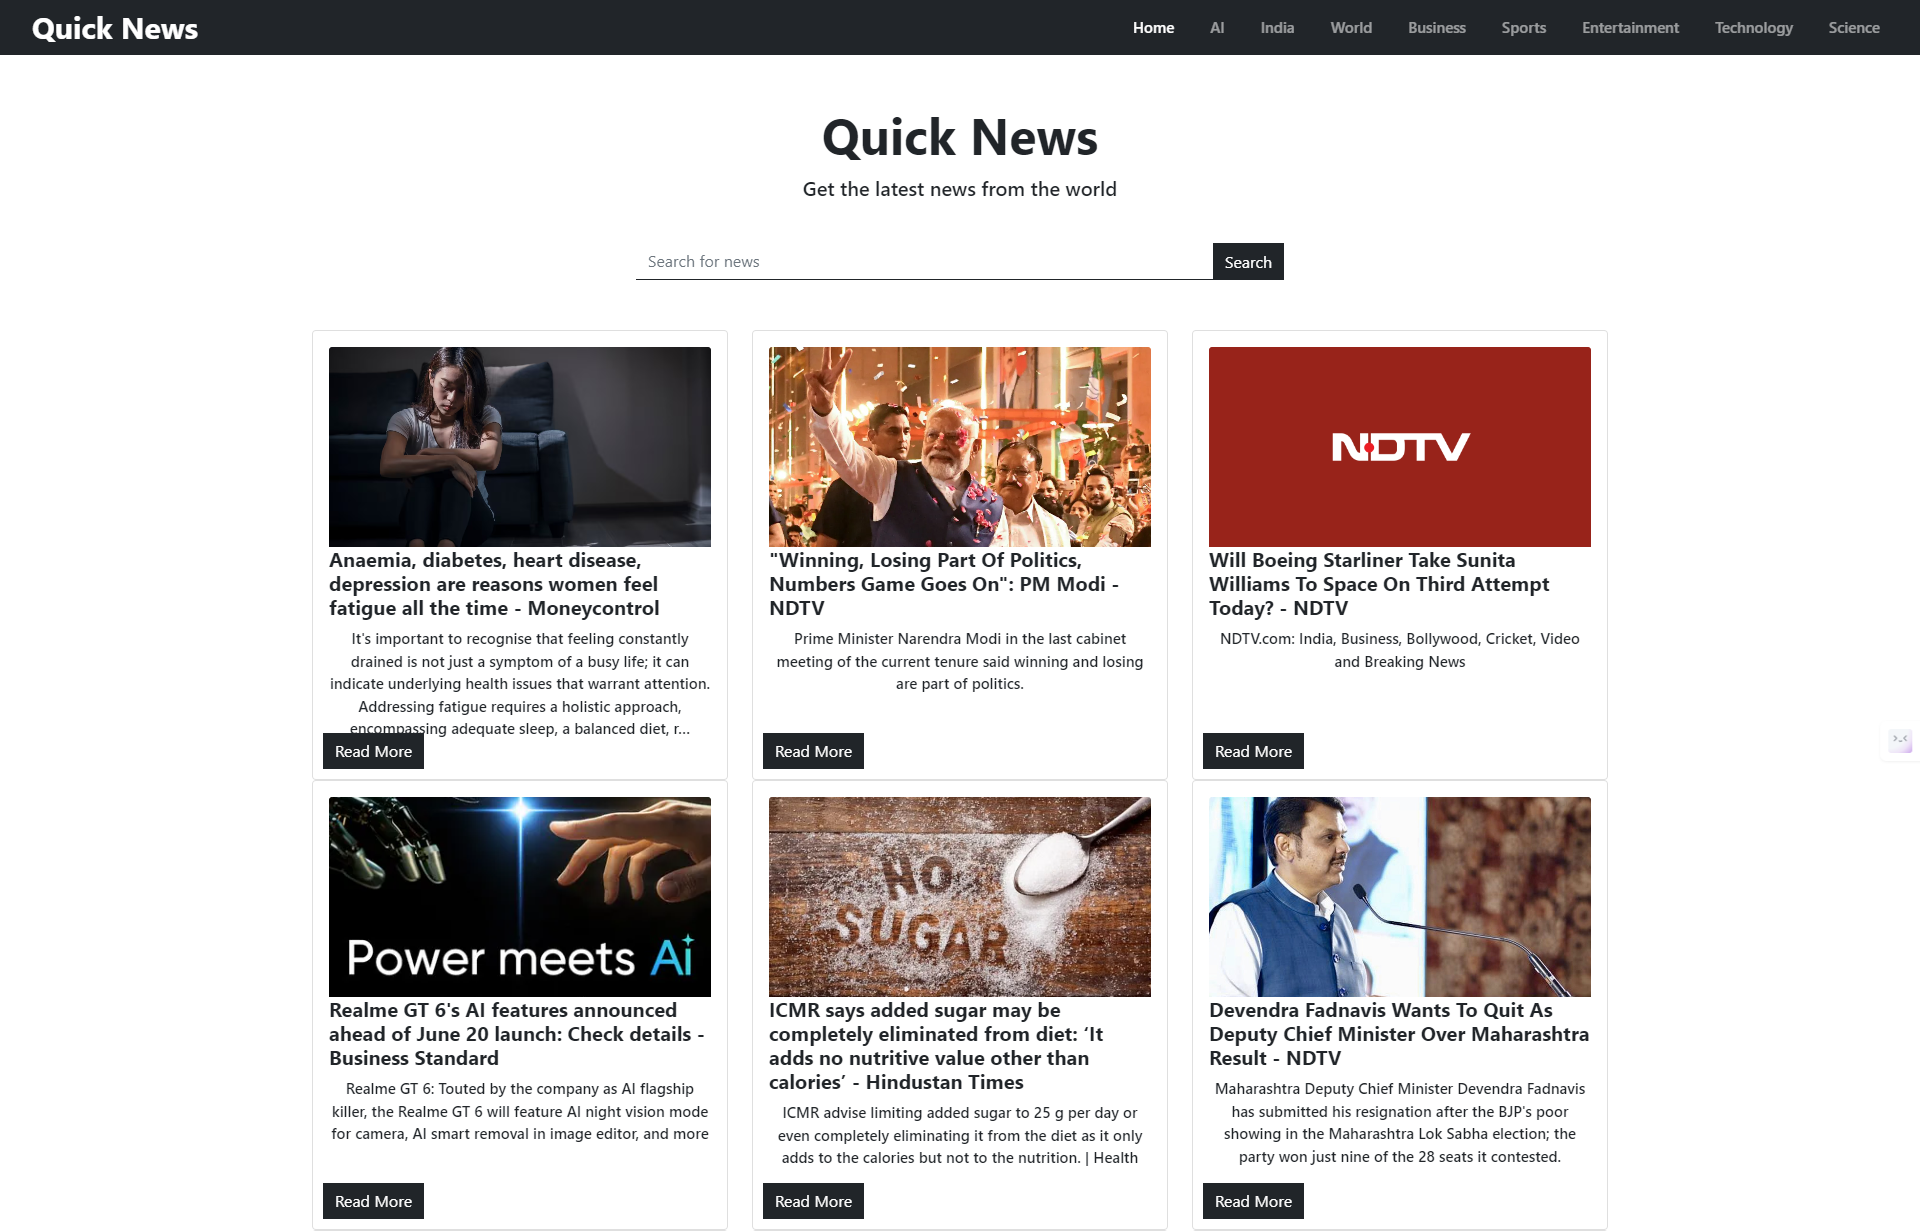 Quick News
Home AI India World Business Sports Entertainment Technology Science
Quick News
Get the latest news from the world
Search for news
Search
NDTV
Anaemia, diabetes, heart disease,
depression are reasons women feel
fatigue all the time - Moneycontrol
It's important to recognise that feeling constantly
drained is not just a symptom of a busy life; it can
indicate underlying health issues that warrant attention.
Addressing fatigue requires a holistic approach,
encompassing adequate sleep, a balanced diet, r...
Read More
"Winning, Losing Part Of Politics,
Numbers Game Goes On": PM Modi -
NDTV
Prime Minister Narendra Modi in the last cabinet
meeting of the current tenure said winning and losing
are part of politics.
Read More
Will Boeing Starliner Take Sunita
Williams To Space On Third Attempt
Today? - NDTV
NDTV.com: India, Business, Bollywood, Cricket, Video
and Breaking News
Read More
Power meets Ai
Realme GT 6's AI features announced
ahead of June 20 launch: Check details -
Business Standard
Realme GT 6: Touted by the company as AI flagship
killer, the Realme GT 6 will feature AI night vision mode
for camera, AI smart removal in image editor, and more
Read More
NO
SUGAR
ICMR says added sugar may be
completely eliminated from diet: ‘It
adds no nutritive value other than
calories’ - Hindustan Times
ICMR advise limiting added sugar to 25 g per day or
even completely eliminating it from the diet as it only
adds to the calories but not to the nutrition. | Health
Read More
Devendra Fadnavis Wants To Quit As
Deputy Chief Minister Over Maharashtra
Result - NDTV
Maharashtra Deputy Chief Minister Devendra Fadnavis
has submitted his resignation after the BJP's poor
showing in the Maharashtra Lok Sabha election; the
party won just nine of the 28 seats it contested.
Read More